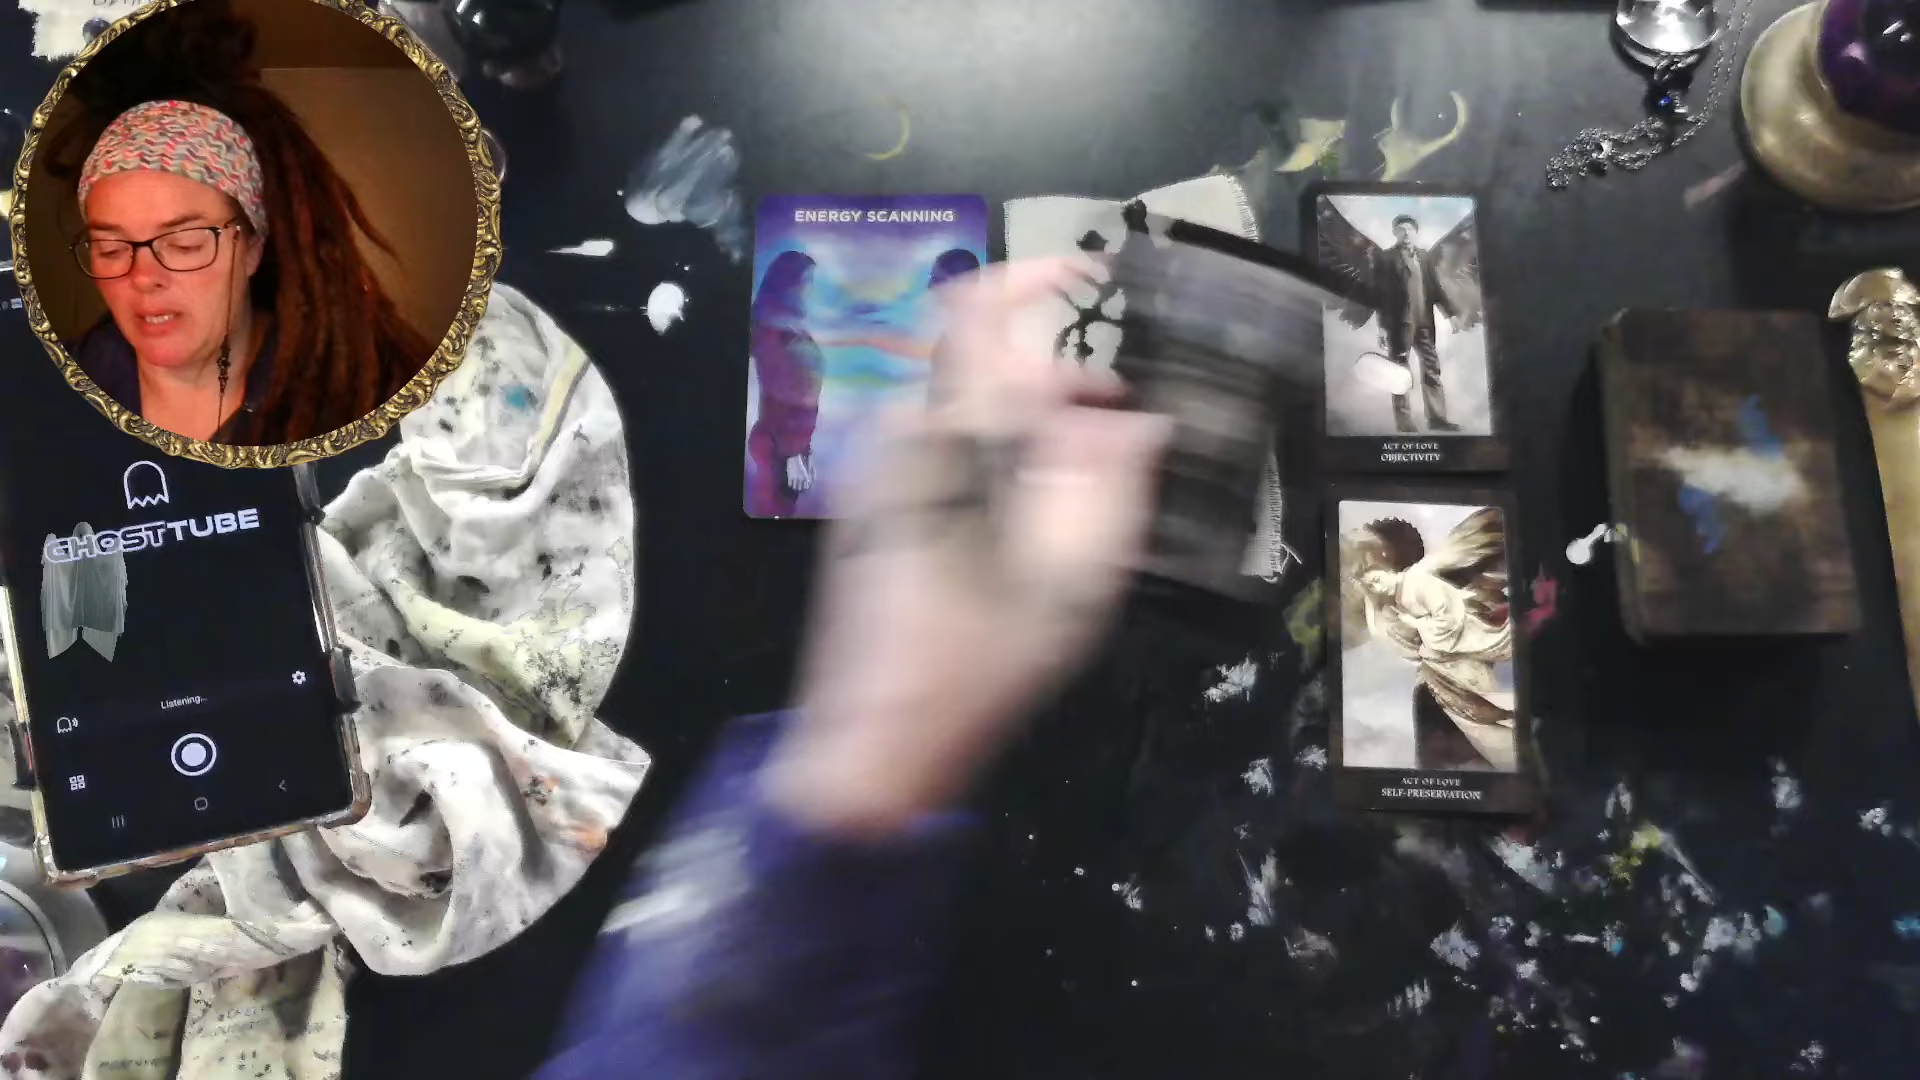 ENERGY SCANNING
ACT OF LOVE
OBJECTIVITY
GHOSTTUBE
Listening...
ACT OF LOVE
SELF-PRESERVATION